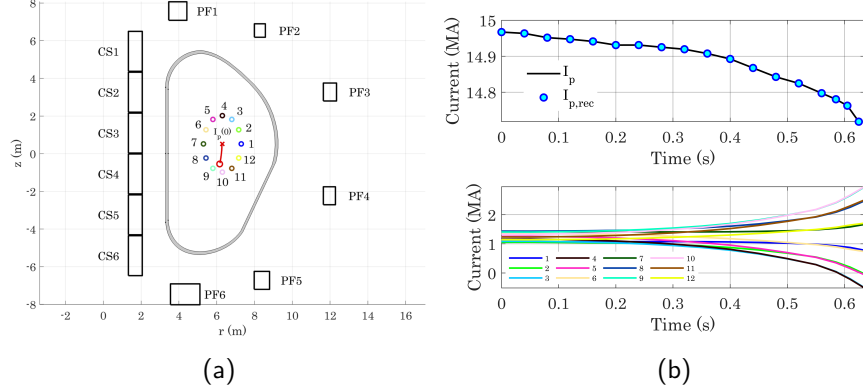 8
6
4
2
0
-2
-4
-6
-8
z (m)
-2
0
2
4
6
8
10
12
14
16
r (m)
PF1
PF2
PF3
PF4
PF5
PF6
CS1
CS2
CS3
CS4
CS5
CS6
5
4
3
6
I_p (0)
2
7
1
8
12
9
10
11
(a)
15
14.9
14.8
Current (MA)
I_p
I_p,rec
0
0.1
0.2
0.3
0.4
0.5
0.6
Time (s)
2
1
0
Current (MA)
1
4
7
10
2
5
8
11
3
6
9
12
0
0.1
0.2
0.3
0.4
0.5
0.6
Time (s)
(b)